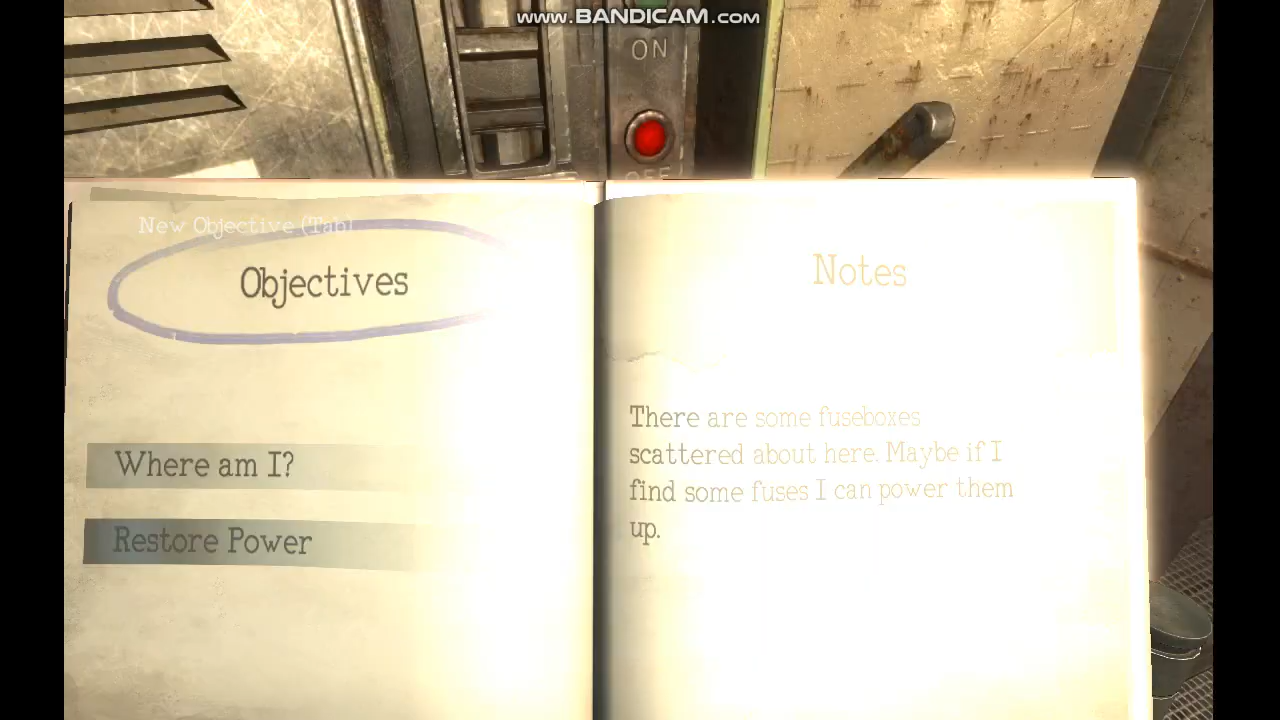 www.BANDICAM.com
ON
OFF
New Objective (Tab)
Objectives
Where am I?
Restore Power
Notes
There are some fuseboxes
scattered about here. Maybe if I
find some fuses I can power them
up.